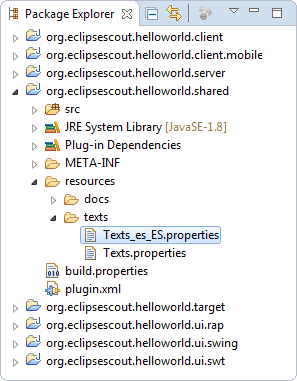 Package Explorer
org.eclipsescout.helloworld.client
org.eclipsescout.helloworld.client.mobile
org.eclipsescout.helloworld.server
org.eclipsescout.helloworld.shared
src
JRE System Library [JavaSE-1.8]
Plug-in Dependencies
META-INF
resources
docs
texts
Texts_es_ES.properties
Texts.properties
build.properties
plugin.xml
org.eclipsescout.helloworld.target
org.eclipsescout.helloworld.ui.rap
org.eclipsescout.helloworld.ui.swing
org.eclipsescout.helloworld.ui.swt